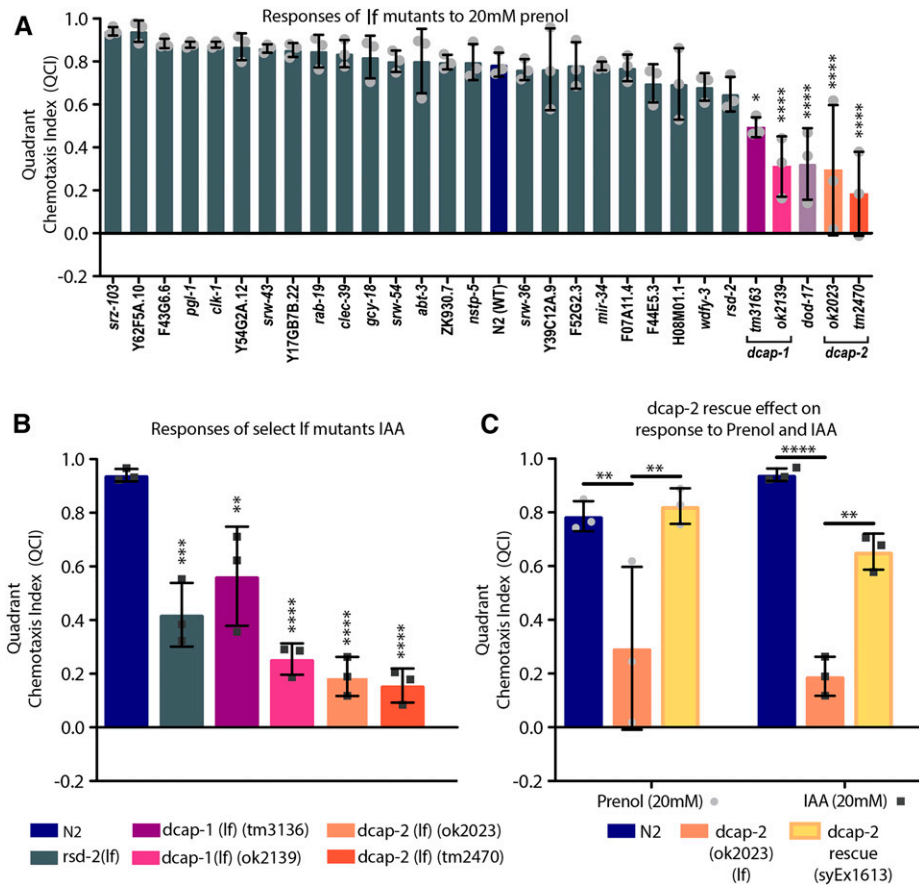 A
Responses of lf mutants to 20mM prenol
Quadrant
Chemotaxis Index (QCI)
1.0
0.8
0.6
0.4
0.2
0.0
-0.2
* **** **** **** ****
srz-103
Y62F5A.10
F43G6.6
pgl-1
clk-1
Y54G2A.12
srw-43
Y17GB7B.22
rab-19
clec-39
gcy-18
srw-54
abt-3
ZK930.7
nstp-5
N2 (WT)
srw-36
Y39C12A.9
F52G2.3
mir-34
F07A11.4
F44E5.3
H08M01.1
wdfy-3
rsd-2
tm3163
ok2139
dod-17
ok2023
tm2470
dcap-1
dcap-2
B
Responses of select lf mutants IAA
Quadrant
Chemotaxis Index (QCI)
1.0
0.8
0.6
0.4
0.2
0.0
-0.2
*** ** **** **** ****
N2
rsd-2(lf)
dcap-1 (lf) (tm3136)
dcap-1(lf) (ok2139)
dcap-2 (lf) (ok2023)
dcap-2 (lf) (tm2470)
C
dcap-2 rescue effect on
response to Prenol and IAA
Quadrant
Chemotaxis Index (QCI)
1.0
0.8
0.6
0.4
0.2
0.0
-0.2
** ** **** **
Prenol (20mM)
IAA (20mM)
N2
dcap-2
(ok2023)
(lf)
dcap-2
rescue
(syEx1613)